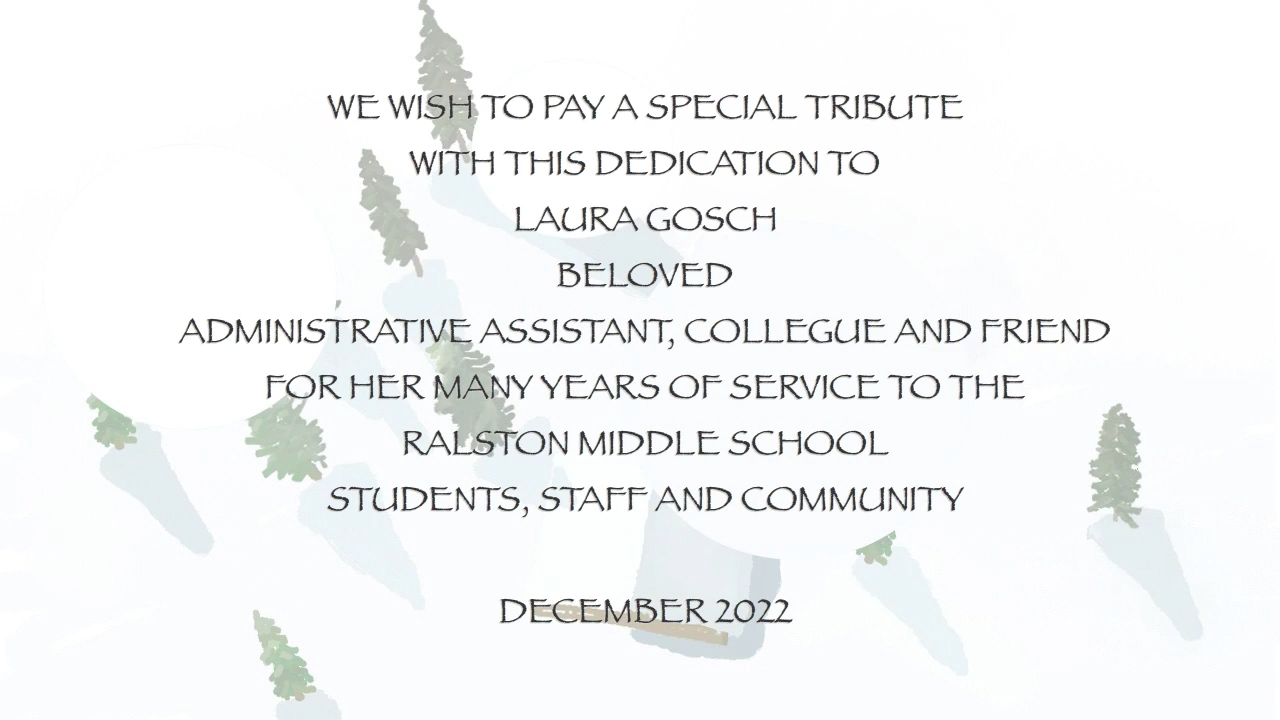 WE WISH TO PAY A SPECIAL TRIBUTE
WITH THIS DEDICATION TO
LAURA GOSCH
BELOVED
ADMINISTRATIVE ASSISTANT, COLLEGUE AND FRIEND
FOR HER MANY YEARS OF SERVICE TO THE
RALSTON MIDDLE SCHOOL
STUDENTS, STAFF AND COMMUNITY
DECEMBER 2022